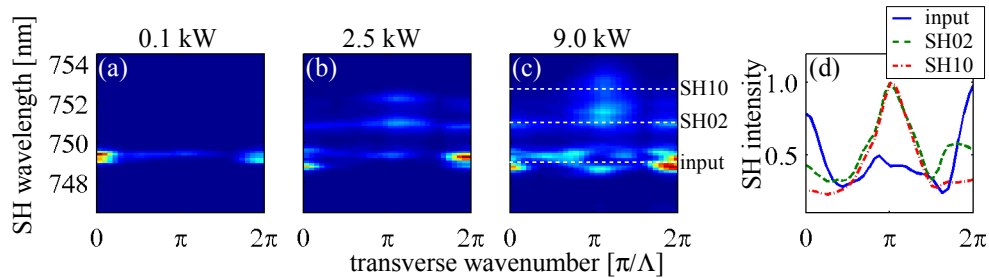 0.1 kW 2.5 kW 9.0 kW
input
SH02
SH10
SH wavelength [nm]
754
752
750
748
(a)
(b)
(c)
SH10
SH02
input
0 π 2π
0 π 2π
0 π 2π
transverse wavenumber [π/Λ]
(d)
SH intensity
1.0
0.5
0 π 2π